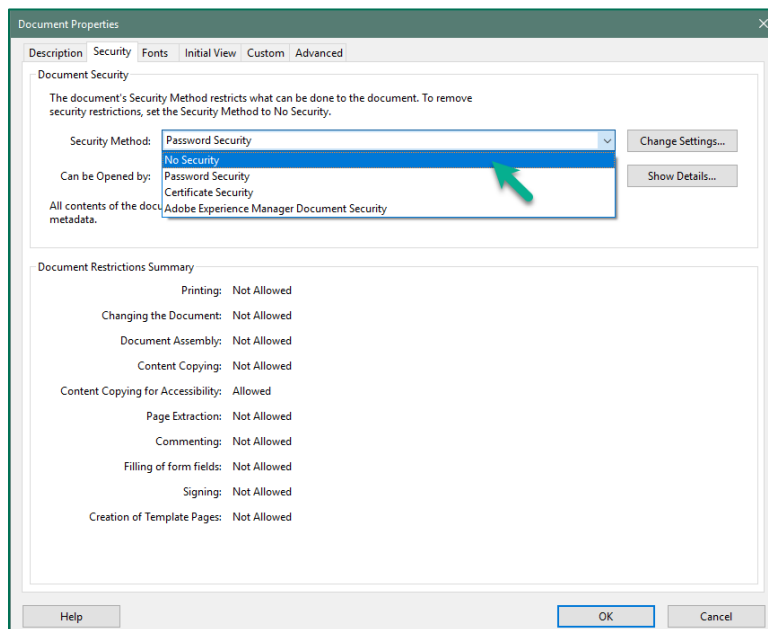 Document Properties
Description Security Fonts Initial View Custom Advanced
Document Security
The document's Security Method restricts what can be done to the document. To remove
security restrictions, set the Security Method to No Security.
Security Method: Password Security Change Settings...
No Security
Can be Opened by: Password Security Show Details...
Certificate Security
All contents of the docu
Adobe Experience Manager Document Security
metadata.
Document Restrictions Summary
Printing: Not Allowed
Changing the Document: Not Allowed
Document Assembly: Not Allowed
Content Copying: Not Allowed
Content Copying for Accessibility: Allowed
Page Extraction: Not Allowed
Commenting: Not Allowed
Filling of form fields: Not Allowed
Signing: Not Allowed
Creation of Template Pages: Not Allowed
Help OK Cancel